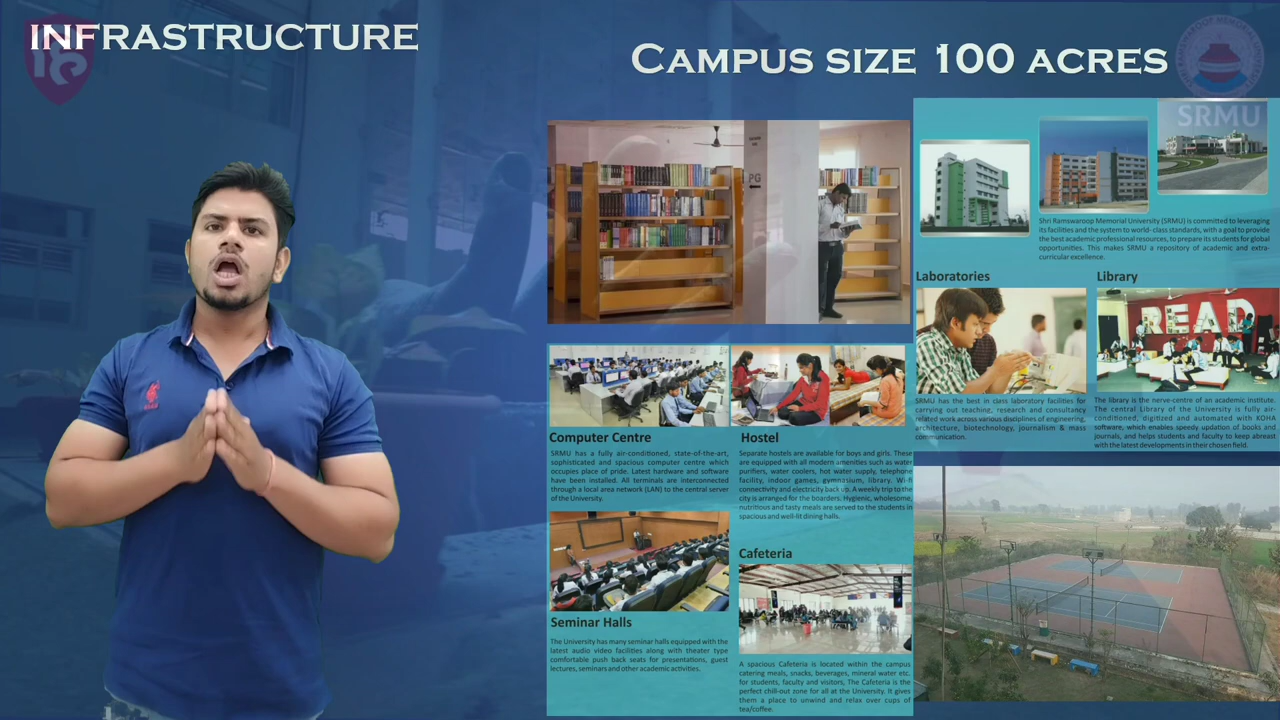 INFRASTRUCTURE
CAMPUS SIZE 100 ACRES
SRMU
PG
Shri Ramswaroop Memorial University (SRMU) is committed to leveraging
its facilities and the system to world- class standards, with a goal to provide
the best academic professional resources, to prepare its students for global
opportunities. This makes SRMU a repository of academic and extra-
curricular excellence.
Laboratories
SRMU has the best in class laboratory facilities for
carrying out teaching, research and consultancy
related work across various disciplines of engineering,
architecture, biotechnology, journalism & mass
communication.
Library
READ
The library is the nerve-centre of an academic institute.
The central Library of the University is fully air-
conditioned, digitized and automated with KOHA
software, which enables speedy updation of books and
journals, and helps students and faculty to keep abreast
with the latest developments in their chosen field.
Computer Centre
SRMU has a fully air-conditioned, state-of-the-art,
sophisticated and spacious computer centre which
occupies place of pride. Latest hardware and software
have been installed. All terminals are interconnected
through a local area network (LAN) to the central server
of the University.
Hostel
Separate hostels are available for boys and girls. These
are equipped with all modern amenities such as water
purifiers, water coolers, hot water supply, telephone
facility, indoor games, gymnasium, library. Wi-fi
connectivity and electricity back up. A weekly trip to the
city is arranged for the boarders. Hygienic, wholesome,
nutritious and tasty meals are served to the students in
spacious and well-lit dining halls.
Seminar Halls
The University has many seminar halls equipped with the
latest audio video facilities along with theater type
comfortable push back seats for presentations, guest
lectures, seminars and other academic activities.
Cafeteria
A spacious Cafeteria is located within the campus
catering meals, snacks, beverages, mineral water etc.
for students, faculty and visitors, The Cafeteria is the
perfect chill-out zone for all at the University. It gives
them a place to unwind and relax over cups of
tea/coffee.